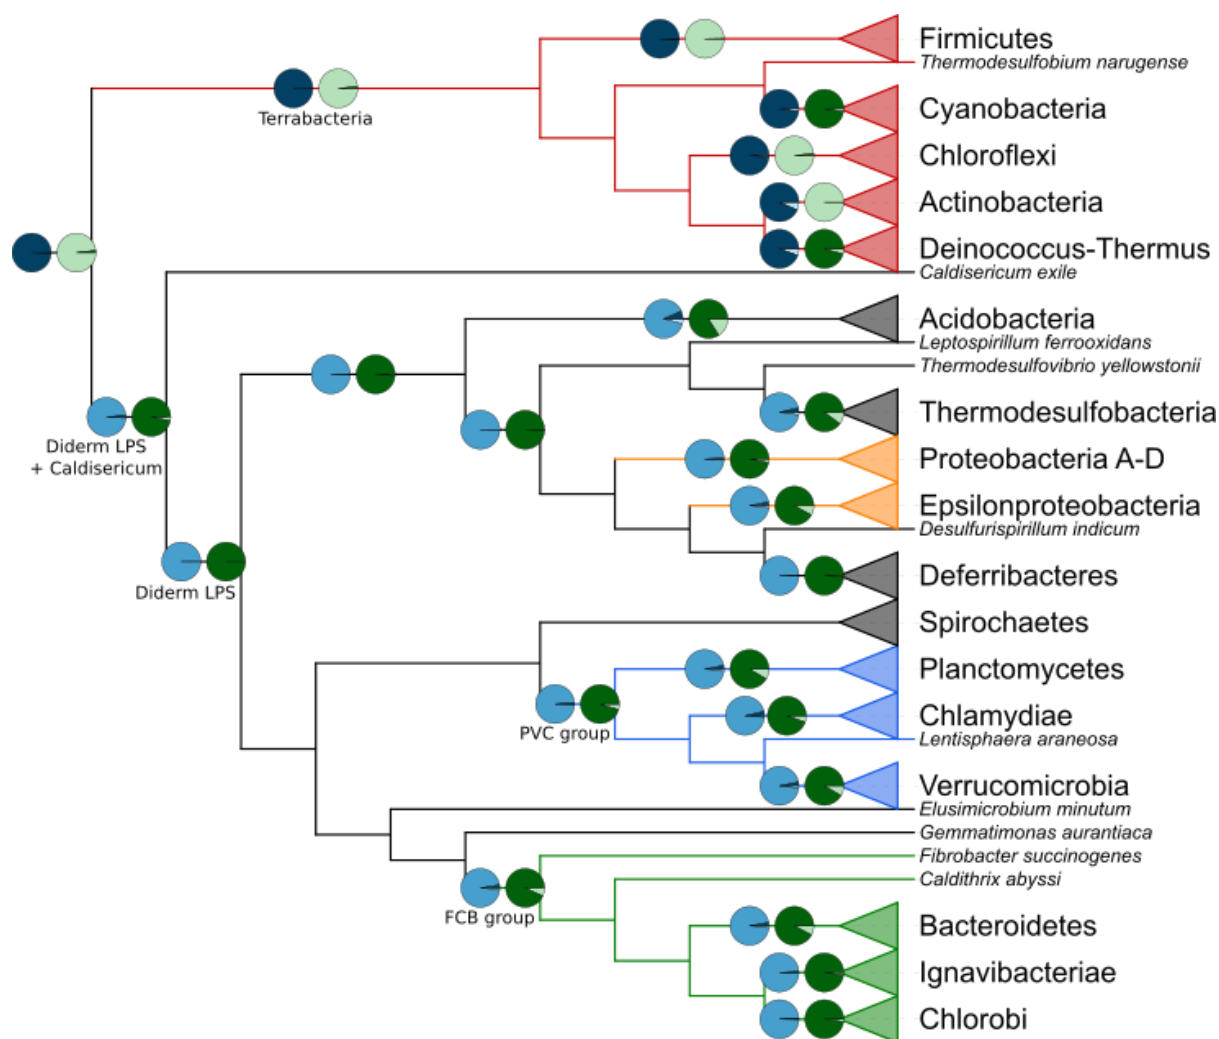 Firmicutes
Thermodesulfobium narugense
Terrabacteria
Cyanobacteria
Chloroflexi
Actinobacteria
Deinococcus-Thermus
Caldisericum exile
Acidobacteria
Leptospirillum ferrooxidans
Thermodesulfovibrio yellowstonii
Thermodesulfobacteria
Diderm LPS
+ Caldisericum
Proteobacteria A-D
Epsilonproteobacteria
Desulfurispirillum indicum
Deferribacteres
Diderm LPS
Spirochaetes
Planctomycetes
Chlamydiae
PVC group
Lentisphaera araneosa
Verrucomicrobia
Elusimicrobium minutum
Gemmatimonas aurantiaca
Fibrobacter succinogenes
Caldithrix abyssi
FCB group
Bacteroidetes
Ignavibacteriae
Chlorobi